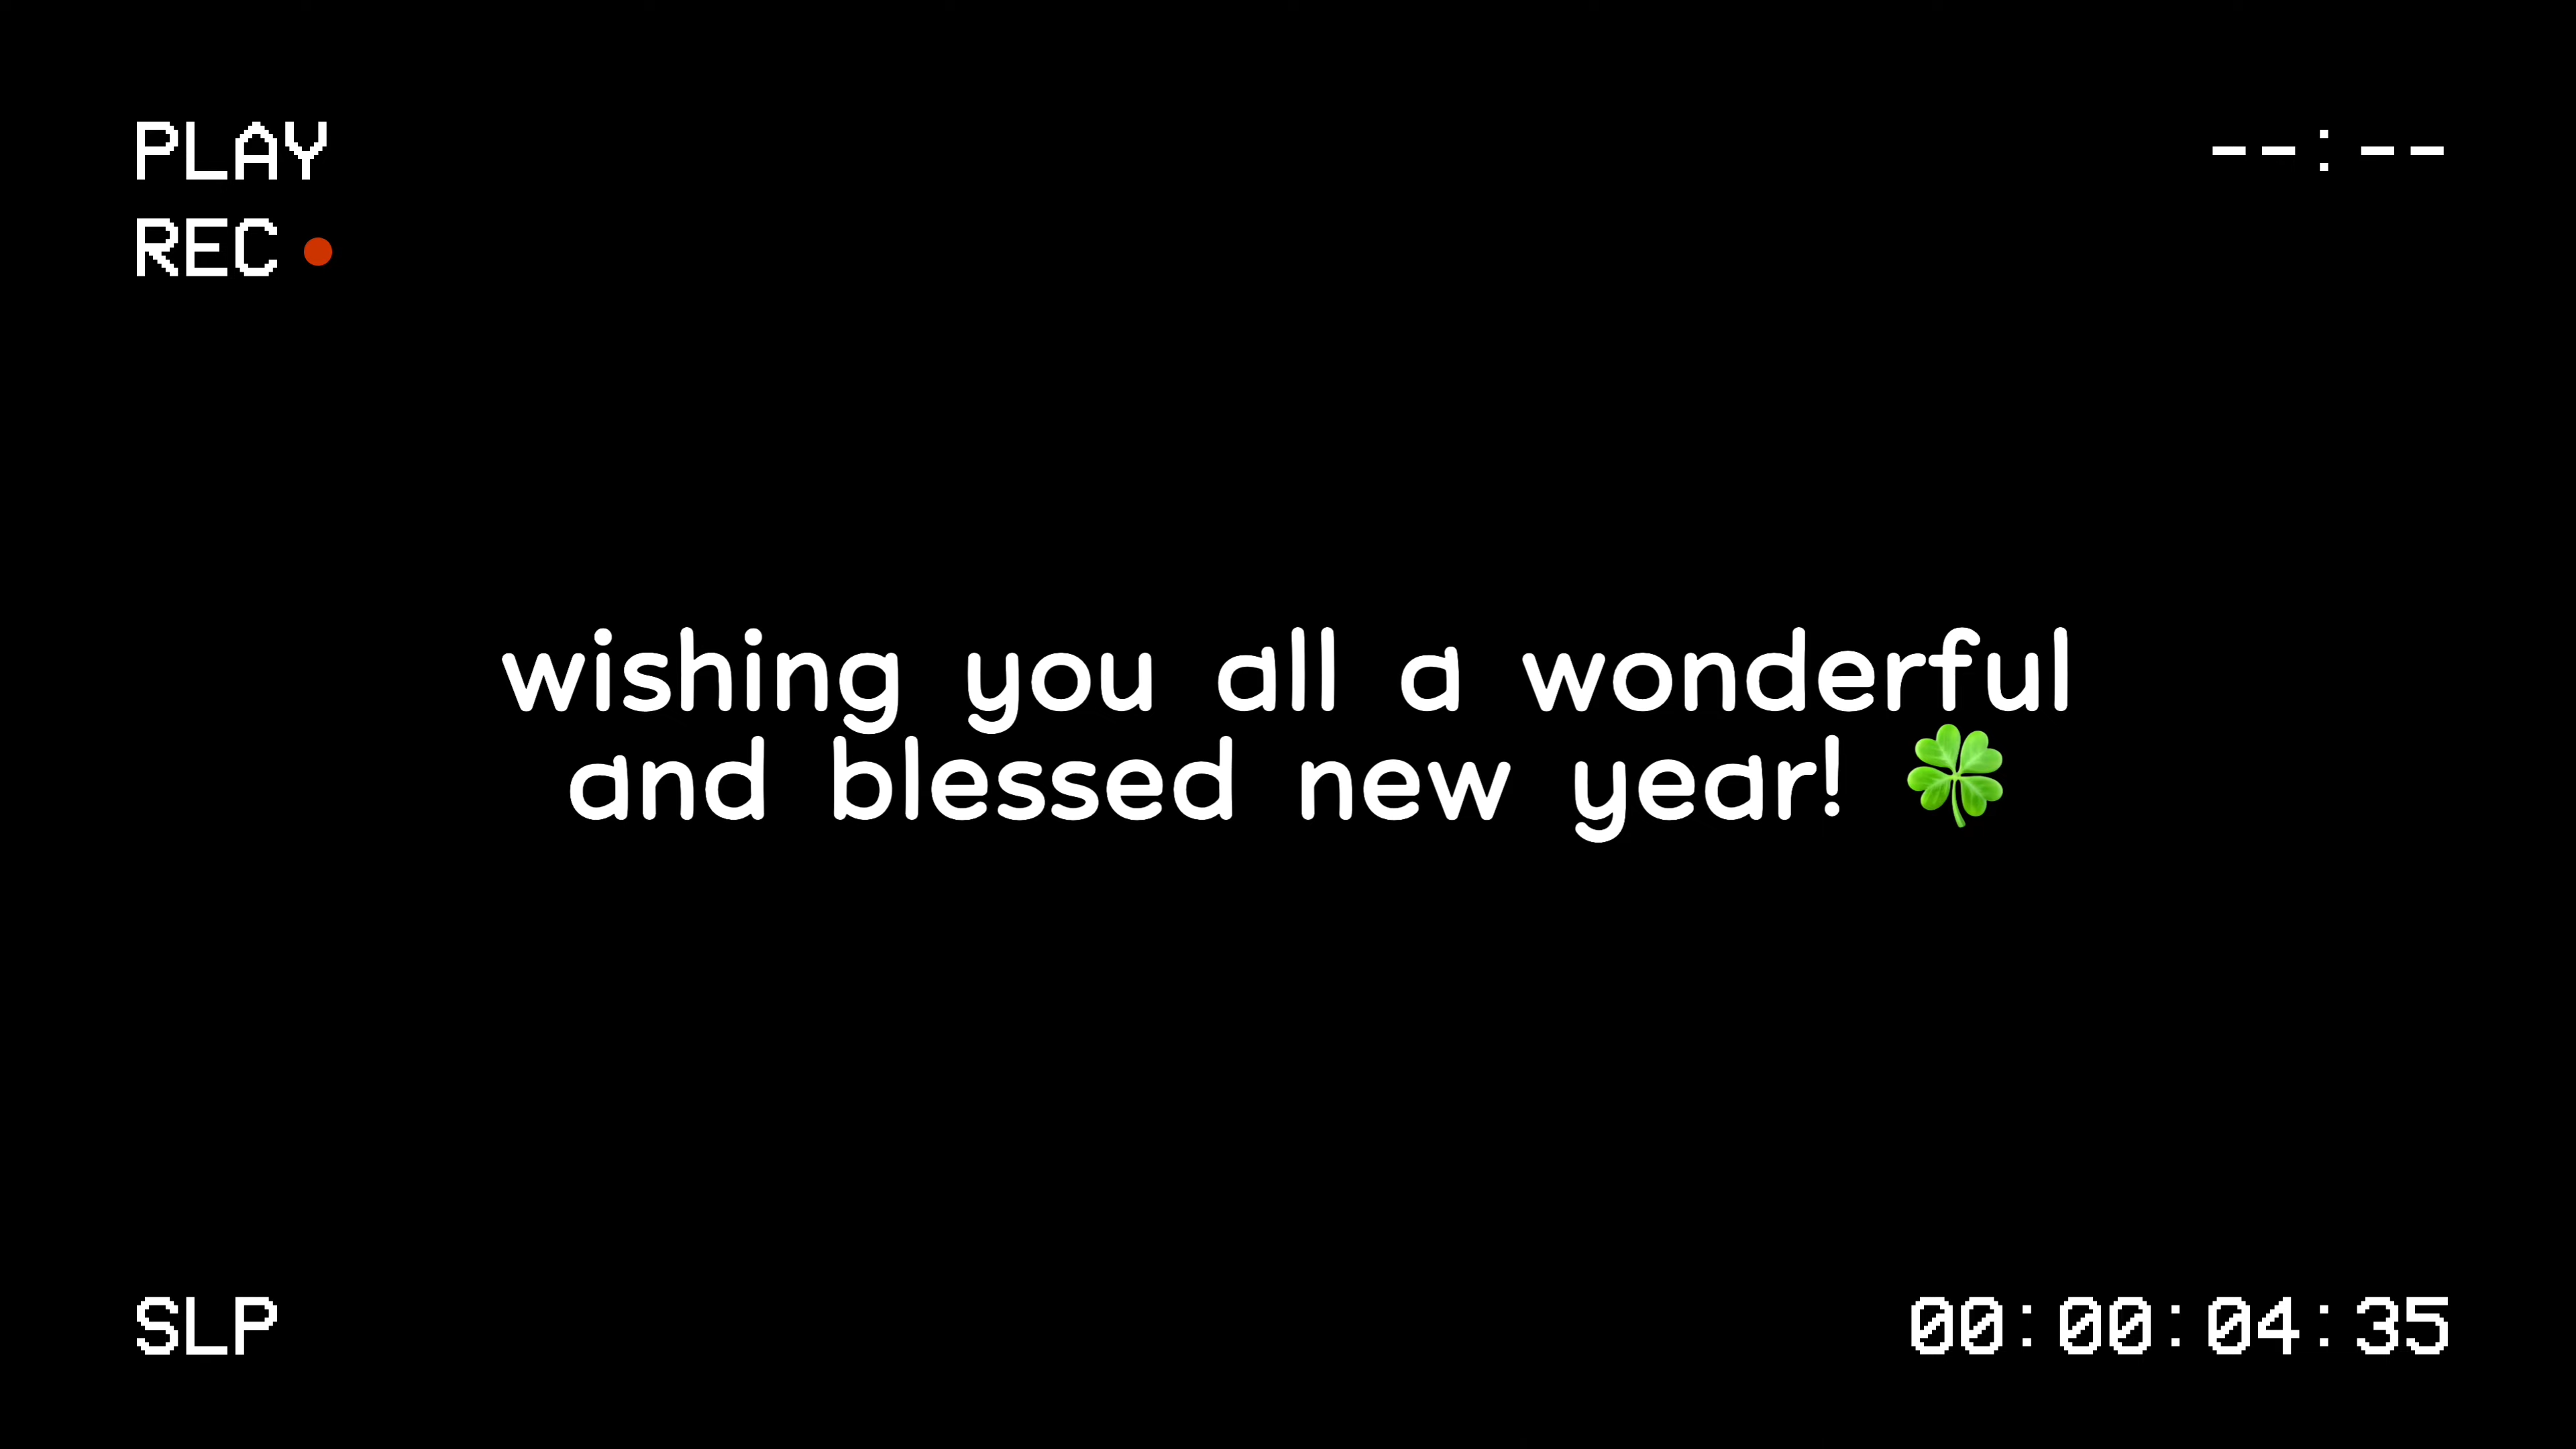 PLAY
--:--
REC
wishing you all a wonderful
and blessed new year! 🍀
SLP
00:00:04:35